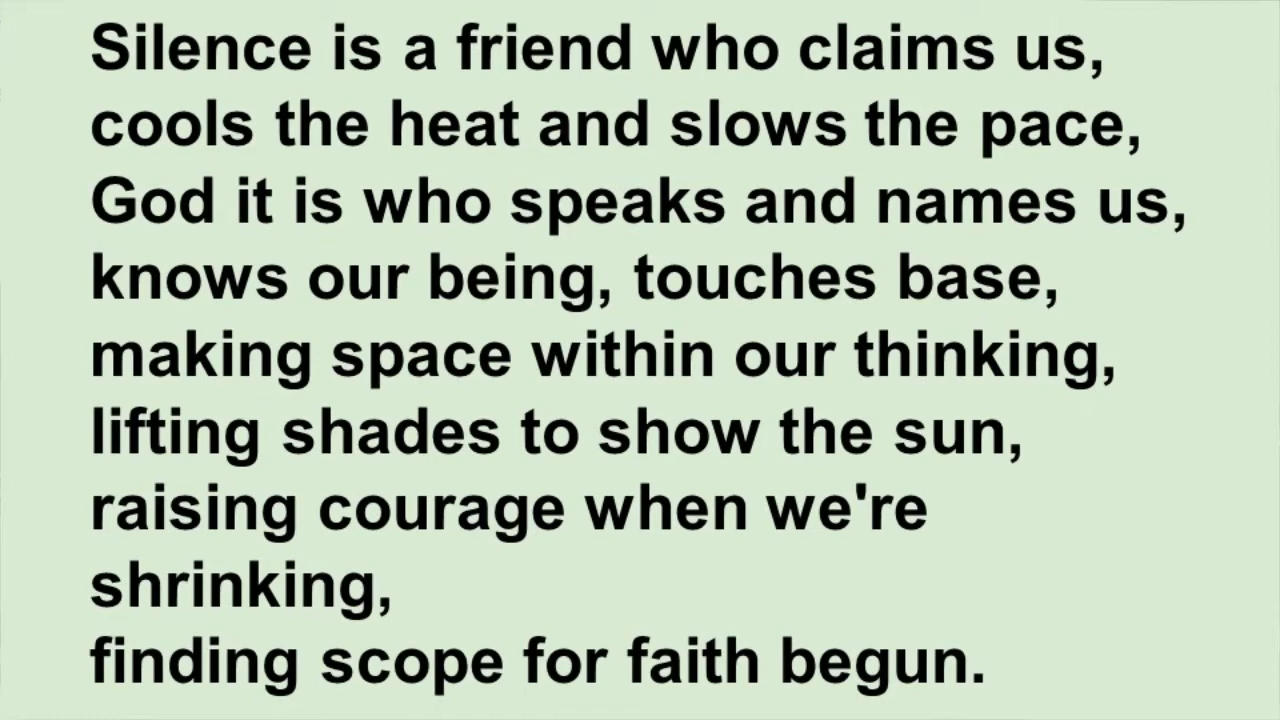 Silence is a friend who claims us,
cools the heat and slows the pace,
God it is who speaks and names us,
knows our being, touches base,
making space within our thinking,
lifting shades to show the sun,
raising courage when we're
shrinking,
finding scope for faith begun.